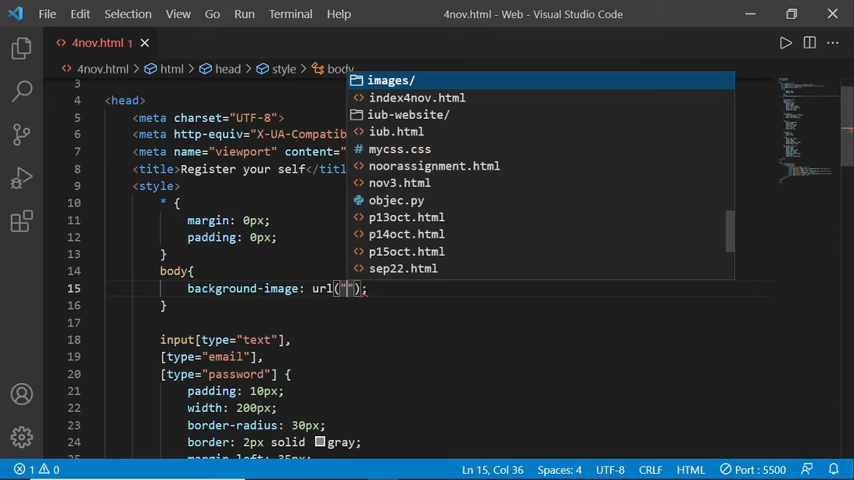 File Edit Selection View Go Run Terminal Help 4nov.html - Web - Visual Studio Code
4nov.html 1
4nov.html > html > head > style > body
3
4 <head>
5 <meta charset="UTF-8">
6 <meta http-equiv="X-UA-Compatib
7 <meta name="viewport" content="
8 <title>Register your self</titl
9 <style>
10 * {
11 margin: 0px;
12 padding: 0px;
13 }
14 body{
15 background-image: url("");
16 }
17
18 input[type="text"],
19 [type="email"],
20 [type="password"] {
21 padding: 10px;
22 width: 200px;
23 border-radius: 30px;
24 border: 2px solid gray;
margin-left: 35px;
images/
index4nov.html
iub-website/
iub.html
mycss.css
noorassignment.html
nov3.html
objec.py
p13oct.html
p14oct.html
p15oct.html
sep22.html
1 0 Ln 15, Col 36 Spaces: 4 UTF-8 CRLF HTML Port : 5500